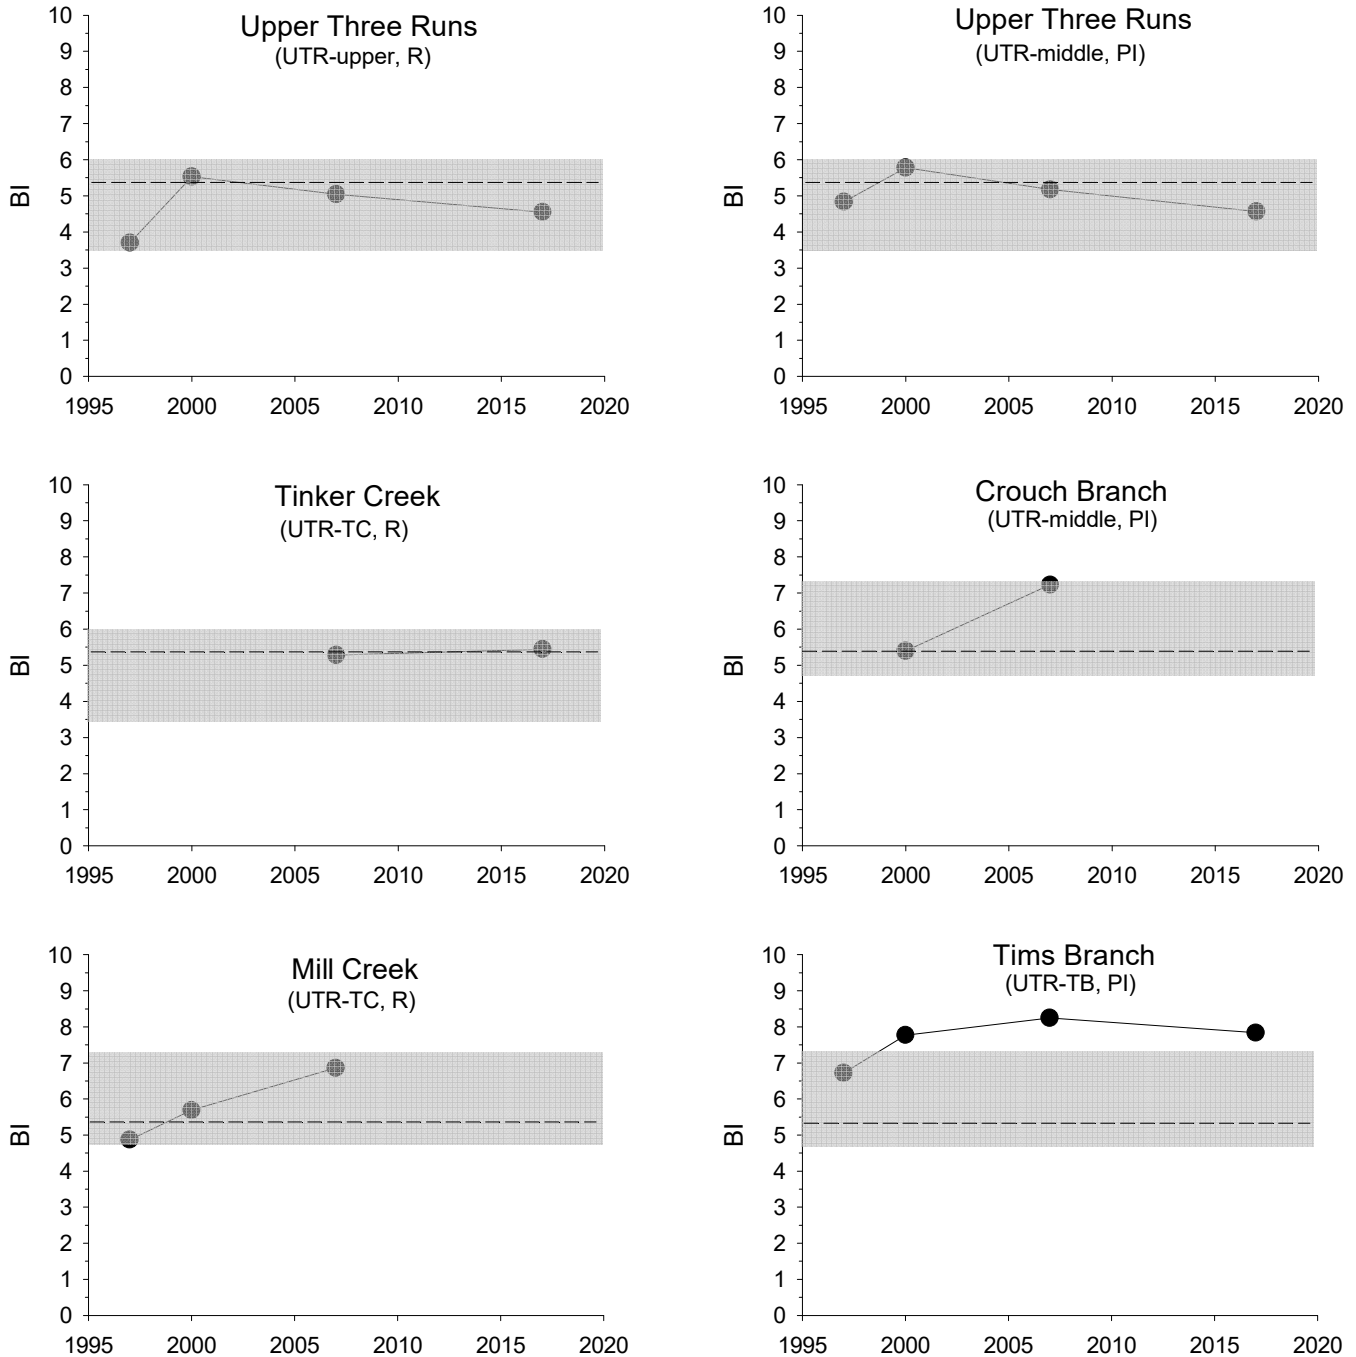 Upper Three Runs
(UTR-upper, R)
BI
10
9
8
7
6
5
4
3
2
1
0
1995 2000 2005 2010 2015 2020
Upper Three Runs
(UTR-middle, PI)
BI
10
9
8
7
6
5
4
3
2
1
0
1995 2000 2005 2010 2015 2020
Tinker Creek
(UTR-TC, R)
BI
10
9
8
7
6
5
4
3
2
1
0
1995 2000 2005 2010 2015 2020
Crouch Branch
(UTR-middle, PI)
BI
10
9
8
7
6
5
4
3
2
1
0
1995 2000 2005 2010 2015 2020
Mill Creek
(UTR-TC, R)
BI
10
9
8
7
6
5
4
3
2
1
0
1995 2000 2005 2010 2015 2020
Tims Branch
(UTR-TB, PI)
BI
10
9
8
7
6
5
4
3
2
1
0
1995 2000 2005 2010 2015 2020